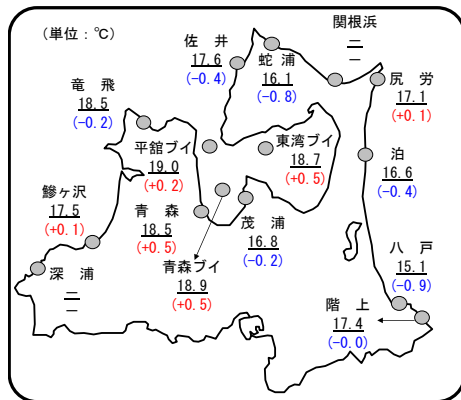 (単位:℃)
関根浜
二
一
佐 井
17.6
(-0.4)
蛇 浦
16.1
(-0.8)
竜 飛
18.5
(-0.2)
尻 労
17.1
(+0.1)
平舘ブイ
19.0
(+0.2)
東湾ブイ
18.7
(+0.5)
泊
16.6
(-0.4)
鰺ヶ沢
17.5
(+0.1)
青 森
18.5
(+0.5)
茂 浦
16.8
(-0.2)
八 戸
15.1
(-0.9)
深 浦
二
一
青森ブイ
18.9
(+0.5)
階 上
17.4
(-0.0)